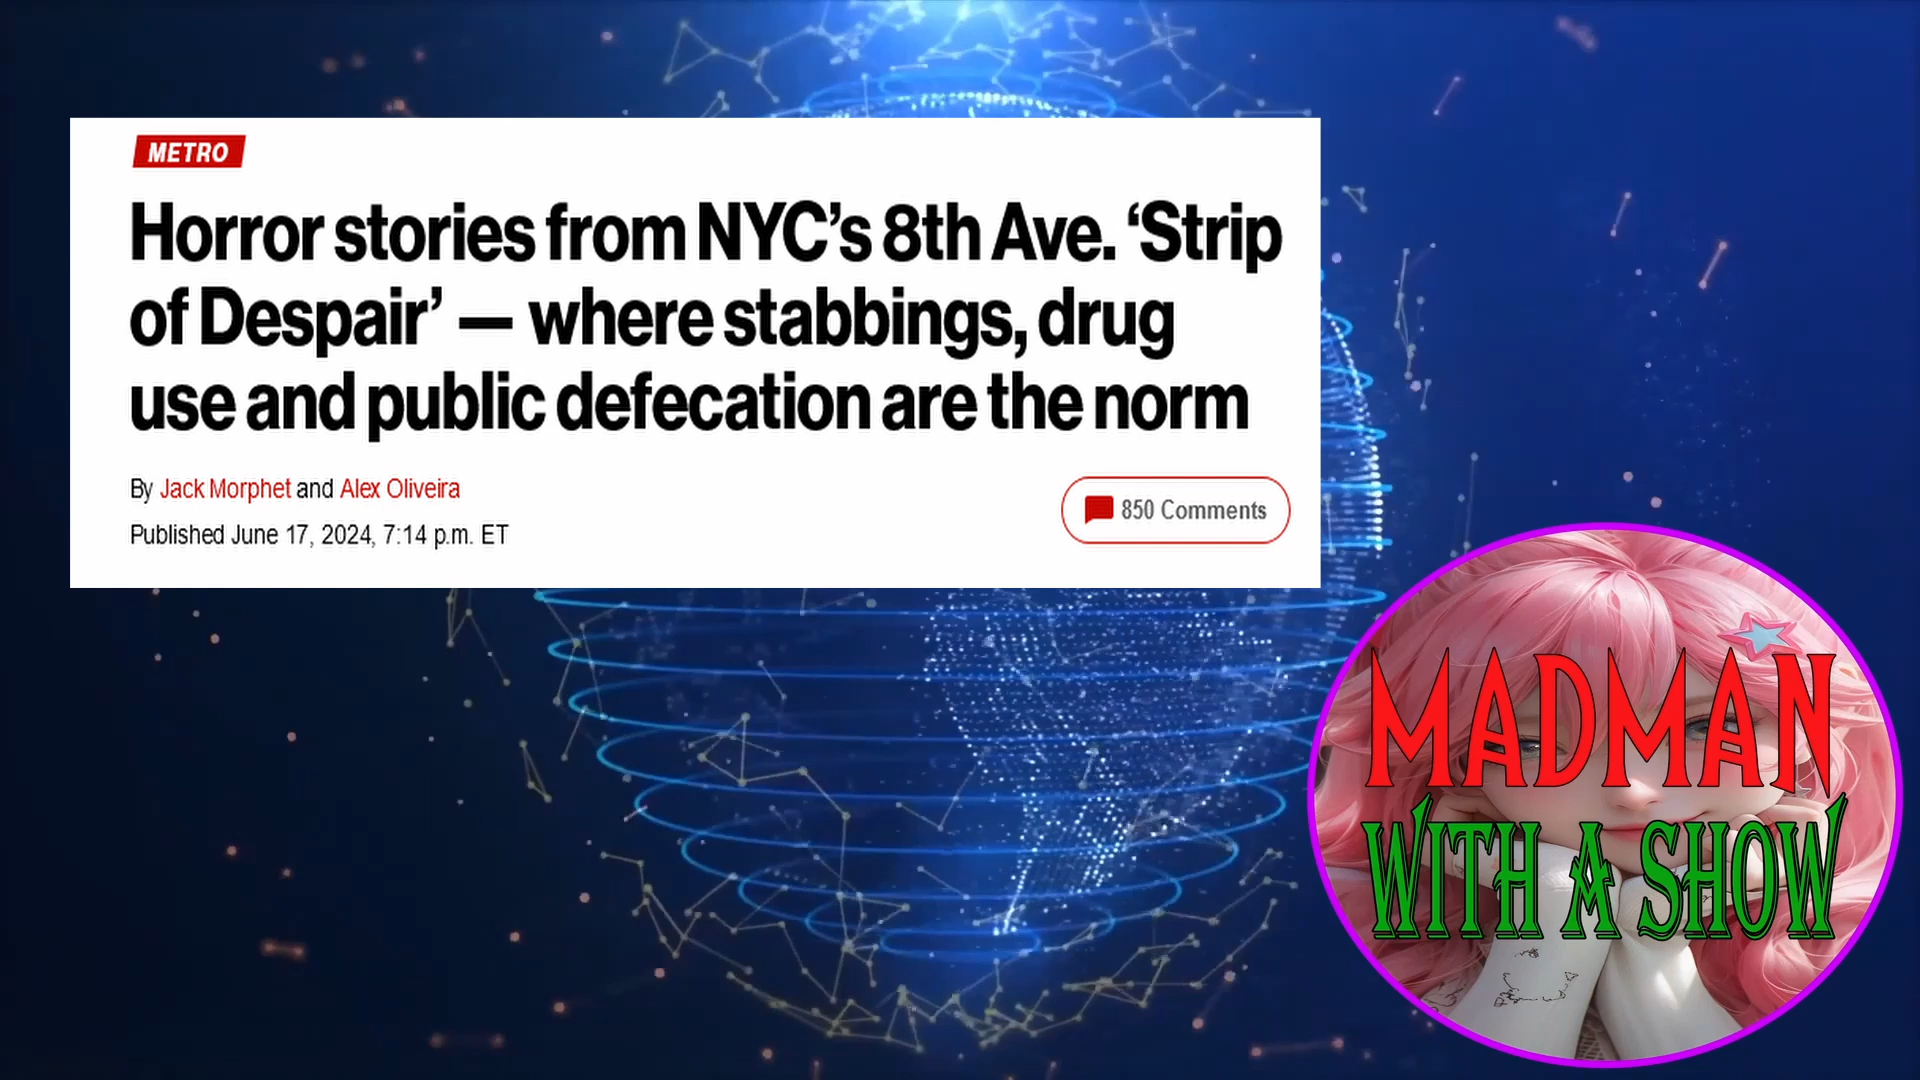 METRO
Horror stories from NYC’s 8th Ave. ‘Strip
of Despair’ — where stabbings, drug
use and public defecation are the norm
By Jack Morphet and Alex Oliveira
Published June 17, 2024, 7:14 p.m. ET
850 Comments
MADMAN
WITH A SHOW